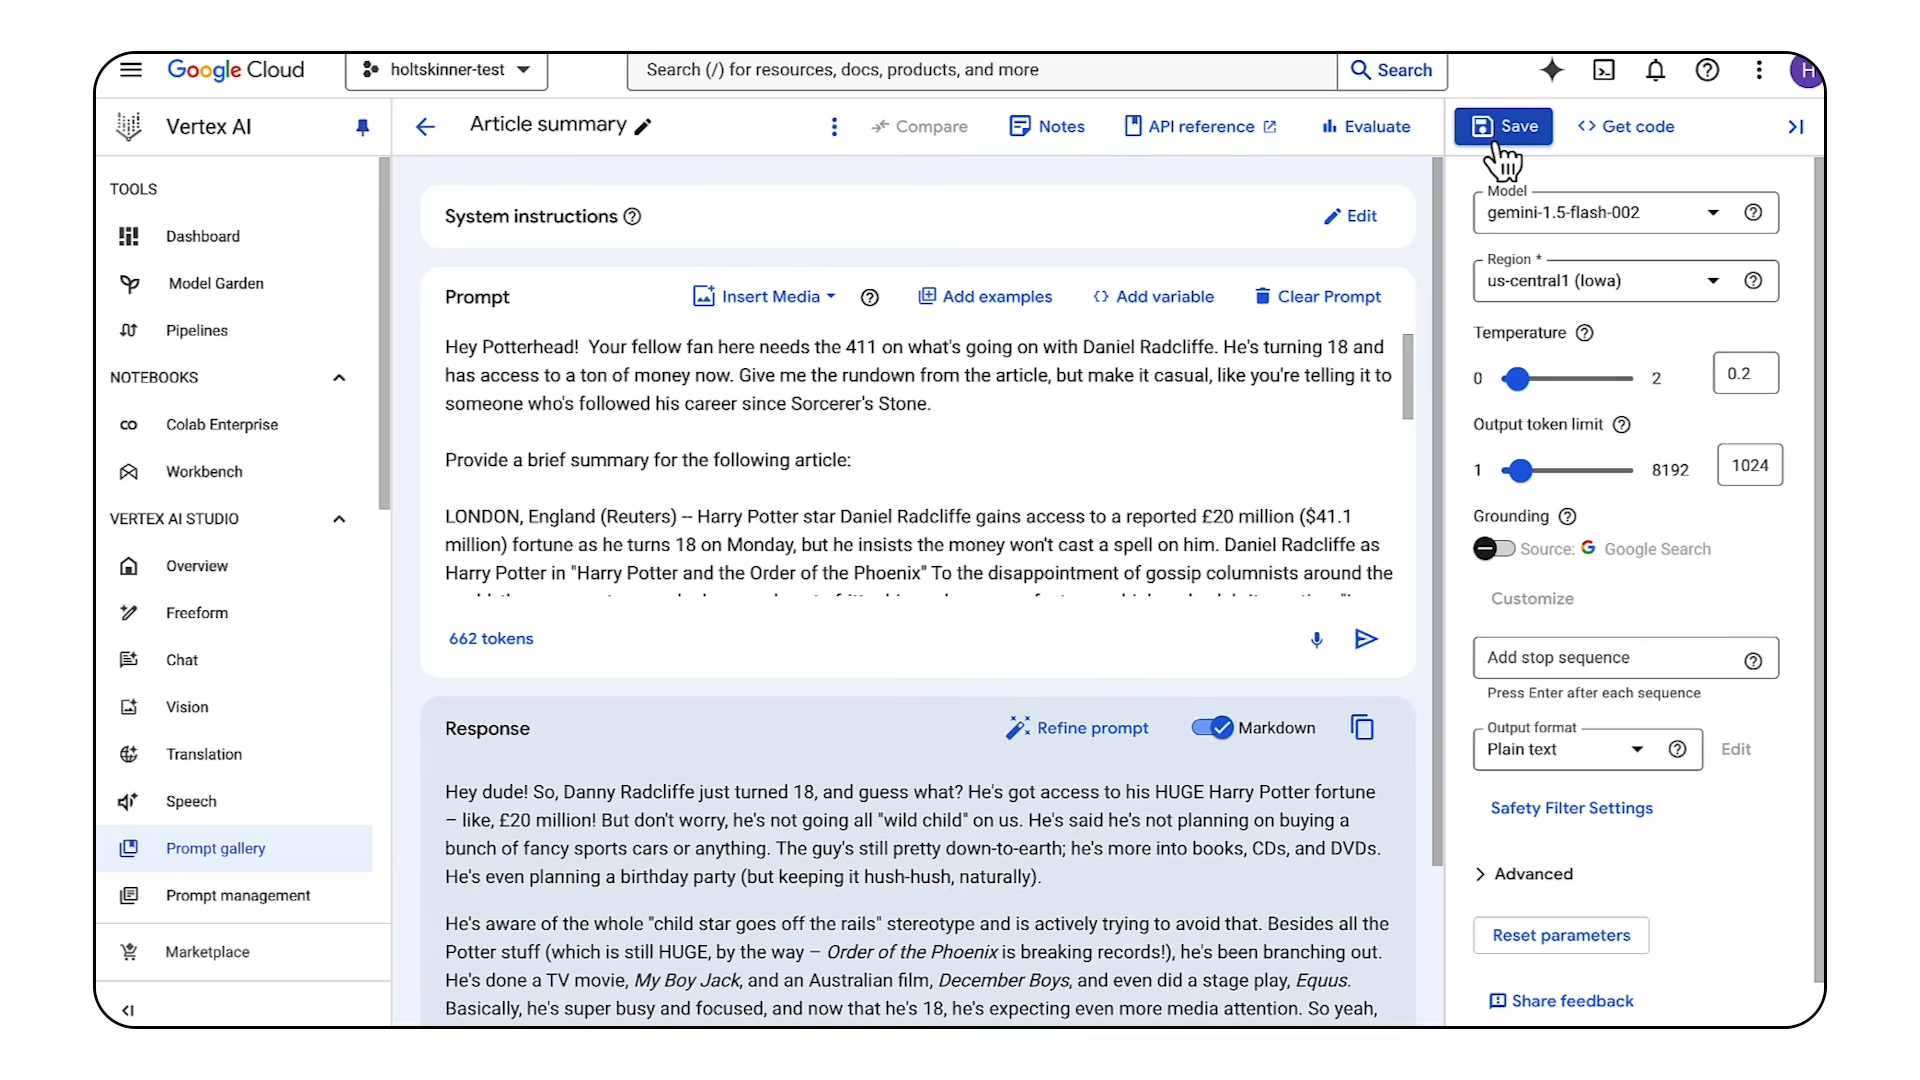 Google Cloud
holtskinner-test
Search (/) for resources, docs, products, and more
Search
H
Vertex AI
Article summary
Compare
Notes
API reference
Evaluate
Save
Get code
TOOLS
Dashboard
Model Garden
Pipelines
NOTEBOOKS
Colab Enterprise
Workbench
VERTEX AI STUDIO
Overview
Freeform
Chat
Vision
Translation
Speech
Prompt gallery
Prompt management
Marketplace
System instructions
Edit
Prompt
Insert Media
Add examples
Add variable
Clear Prompt
Hey Potterhead!  Your fellow fan here needs the 411 on what's going on with Daniel Radcliffe. He's turning 18 and
has access to a ton of money now. Give me the rundown from the article, but make it casual, like you're telling it to
someone who's followed his career since Sorcerer's Stone.
Provide a brief summary for the following article:
LONDON, England (Reuters) -- Harry Potter star Daniel Radcliffe gains access to a reported £20 million ($41.1
million) fortune as he turns 18 on Monday, but he insists the money won't cast a spell on him. Daniel Radcliffe as
Harry Potter in "Harry Potter and the Order of the Phoenix" To the disappointment of gossip columnists around the
662 tokens
Response
Refine prompt
Markdown
Hey dude! So, Danny Radcliffe just turned 18, and guess what? He's got access to his HUGE Harry Potter fortune
– like, £20 million! But don't worry, he's not going all "wild child" on us. He's said he's not planning on buying a
bunch of fancy sports cars or anything. The guy's still pretty down-to-earth; he's more into books, CDs, and DVDs.
He's even planning a birthday party (but keeping it hush-hush, naturally).
He's aware of the whole "child star goes off the rails" stereotype and is actively trying to avoid that. Besides all the
Potter stuff (which is still HUGE, by the way – Order of the Phoenix is breaking records!), he's been branching out.
He's done a TV movie, My Boy Jack, and an Australian film, December Boys, and even did a stage play, Equus.
Basically, he's super busy and focused, and now that he's 18, he's expecting even more media attention. So yeah,
Model
gemini-1.5-flash-002
Region *
us-central1 (Iowa)
Temperature
0
2
0.2
Output token limit
1
8192
1024
Grounding
Source: Google Search
Customize
Add stop sequence
Press Enter after each sequence
Output format
Plain text
Edit
Safety Filter Settings
Advanced
Reset parameters
Share feedback